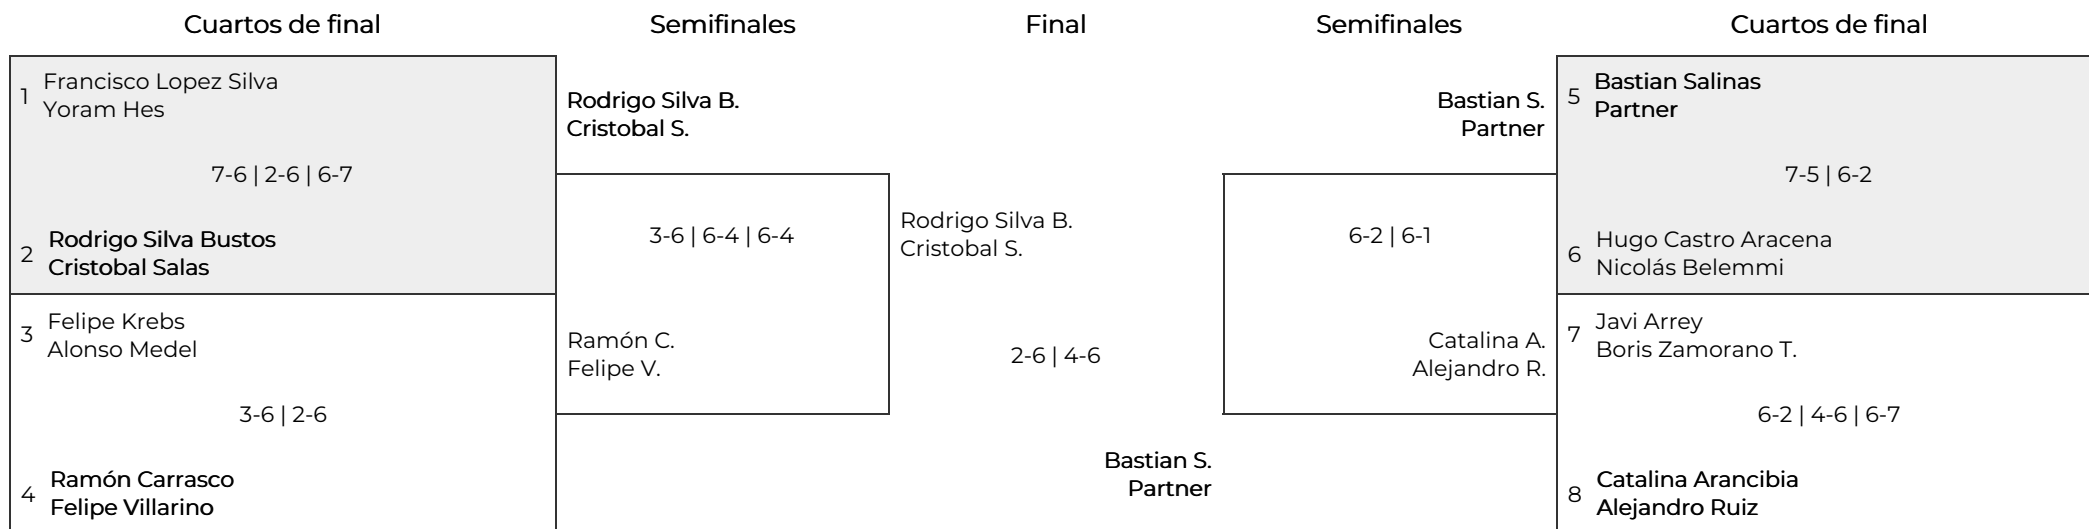 Cuartos de final
Semifinales
Final
Semifinales
Cuartos de final
1
Francisco Lopez Silva
Yoram Hes
7-6 | 2-6 | 6-7
2
Rodrigo Silva Bustos
Cristobal Salas
3
Felipe Krebs
Alonso Medel
3-6 | 2-6
4
Ramón Carrasco
Felipe Villarino
Rodrigo Silva B.
Cristobal S.
3-6 | 6-4 | 6-4
Ramón C.
Felipe V.
Rodrigo Silva B.
Cristobal S.
2-6 | 4-6
Bastian S.
Partner
Bastian S.
Partner
6-2 | 6-1
Catalina A.
Alejandro R.
5
Bastian Salinas
Partner
7-5 | 6-2
6
Hugo Castro Aracena
Nicolás Belemmi
7
Javi Arrey
Boris Zamorano T.
6-2 | 4-6 | 6-7
8
Catalina Arancibia
Alejandro Ruiz